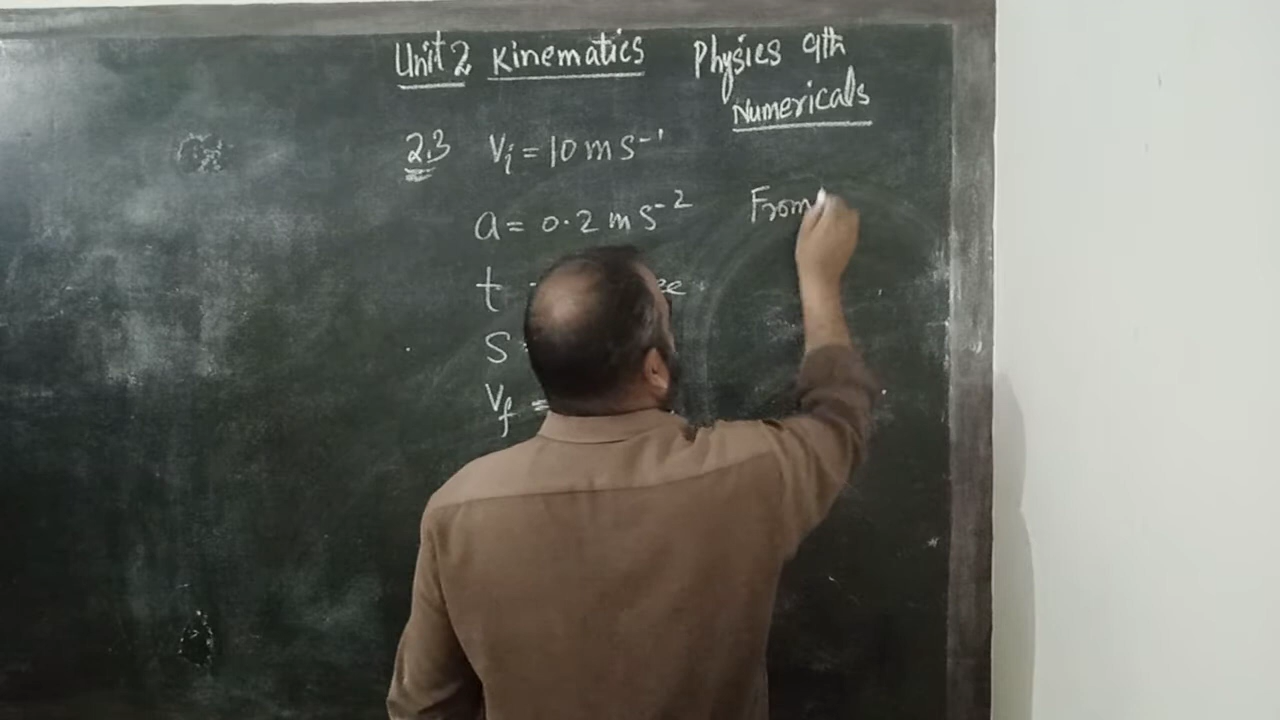 Unit 2 Kinematics Physics 9th
Numericals
2.3 Vi = 10 m s⁻¹
a = 0.2 m s⁻² From
t
S
Vf =